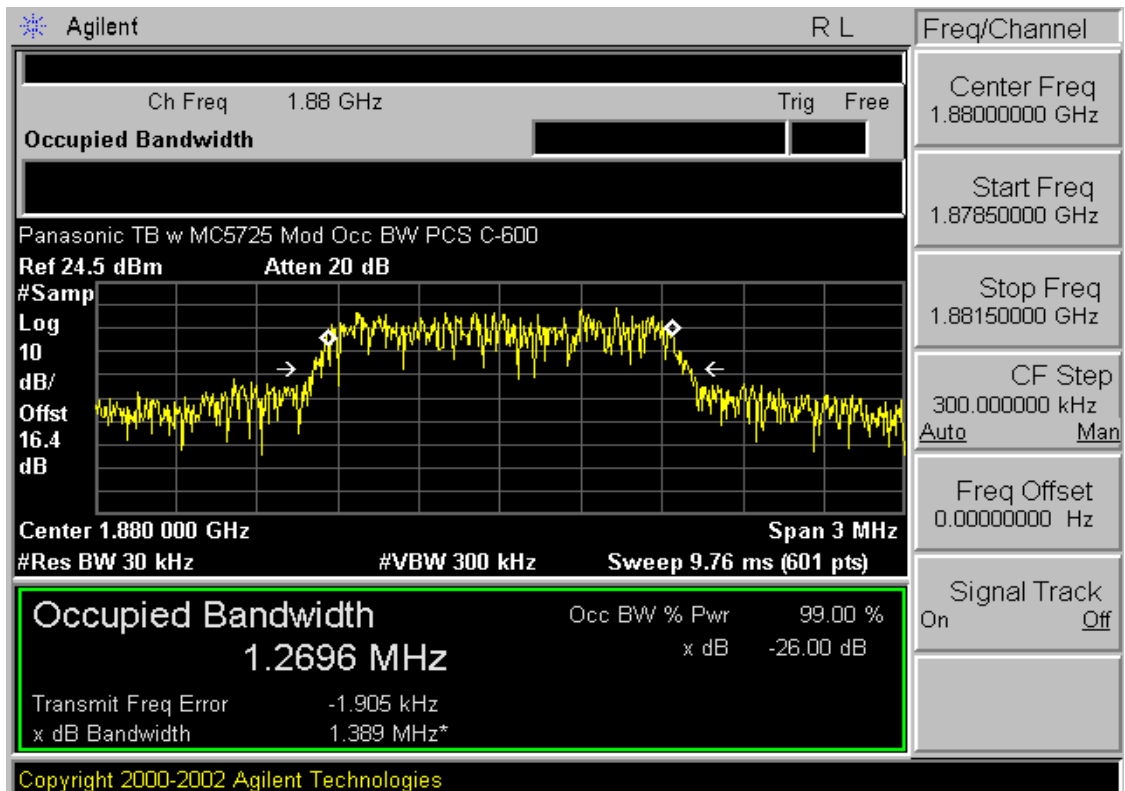 Agilent R L
Ch Freq 1.88 GHz Trig Free
Occupied Bandwidth
Panasonic TB w MC5725 Mod Occ BW PCS C-600
Ref 24.5 dBm Atten 20 dB
#Samp
Log
10
dB/
Offst
16.4
dB
Center 1.880 000 GHz Span 3 MHz
#Res BW 30 kHz #VBW 300 kHz Sweep 9.76 ms (601 pts)
Occupied Bandwidth Occ BW % Pwr 99.00 %
1.2696 MHz x dB -26.00 dB
Transmit Freq Error -1.905 kHz
x dB Bandwidth 1.389 MHz*
Copyright 2000-2002 Agilent Technologies
Freq/Channel
Center Freq
1.88000000 GHz
Start Freq
1.87850000 GHz
Stop Freq
1.88150000 GHz
CF Step
300.000000 kHz
Auto Man
Freq Offset
0.00000000 Hz
Signal Track
On Off